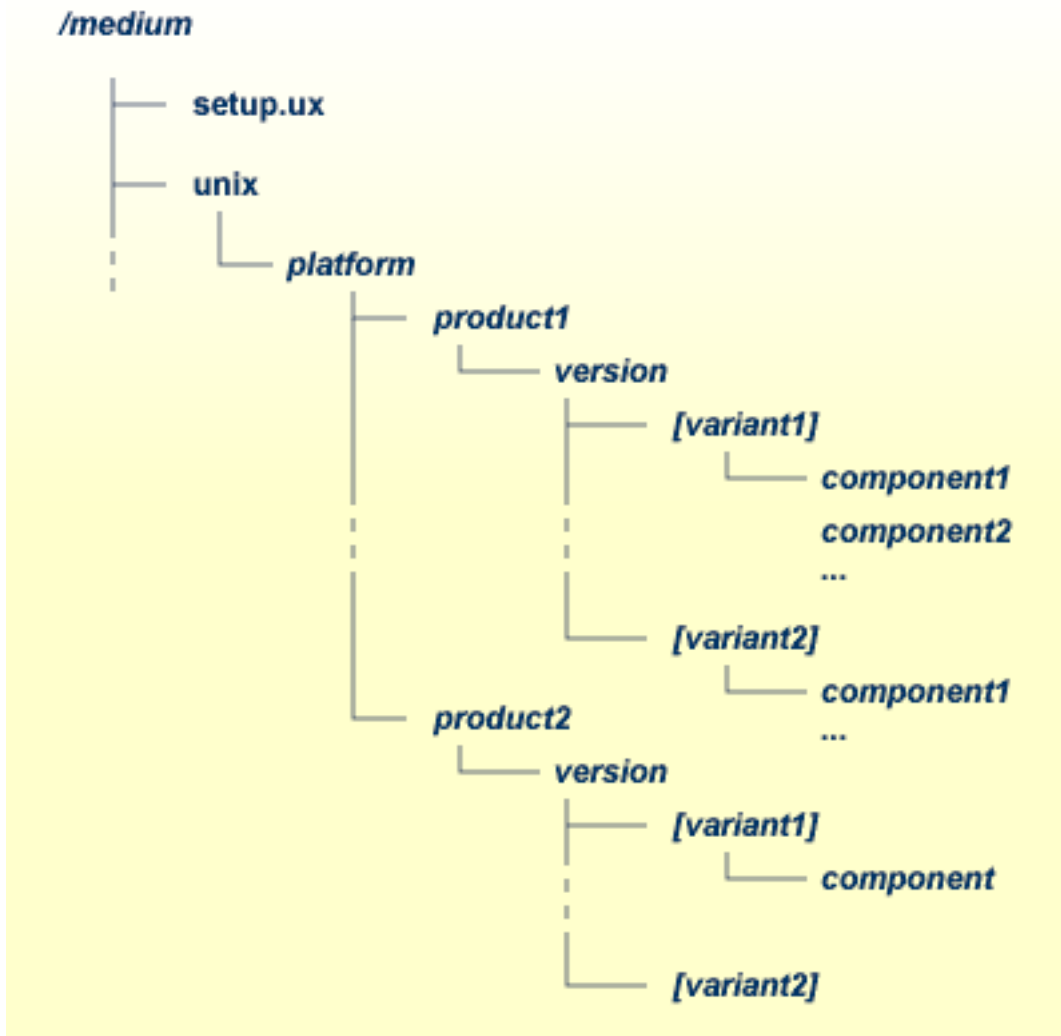 /medium
setup.ux
unix
platform
product1
version
[variant1]
component1
component2
...
[variant2]
component1
...
product2
version
[variant1]
component
[variant2]